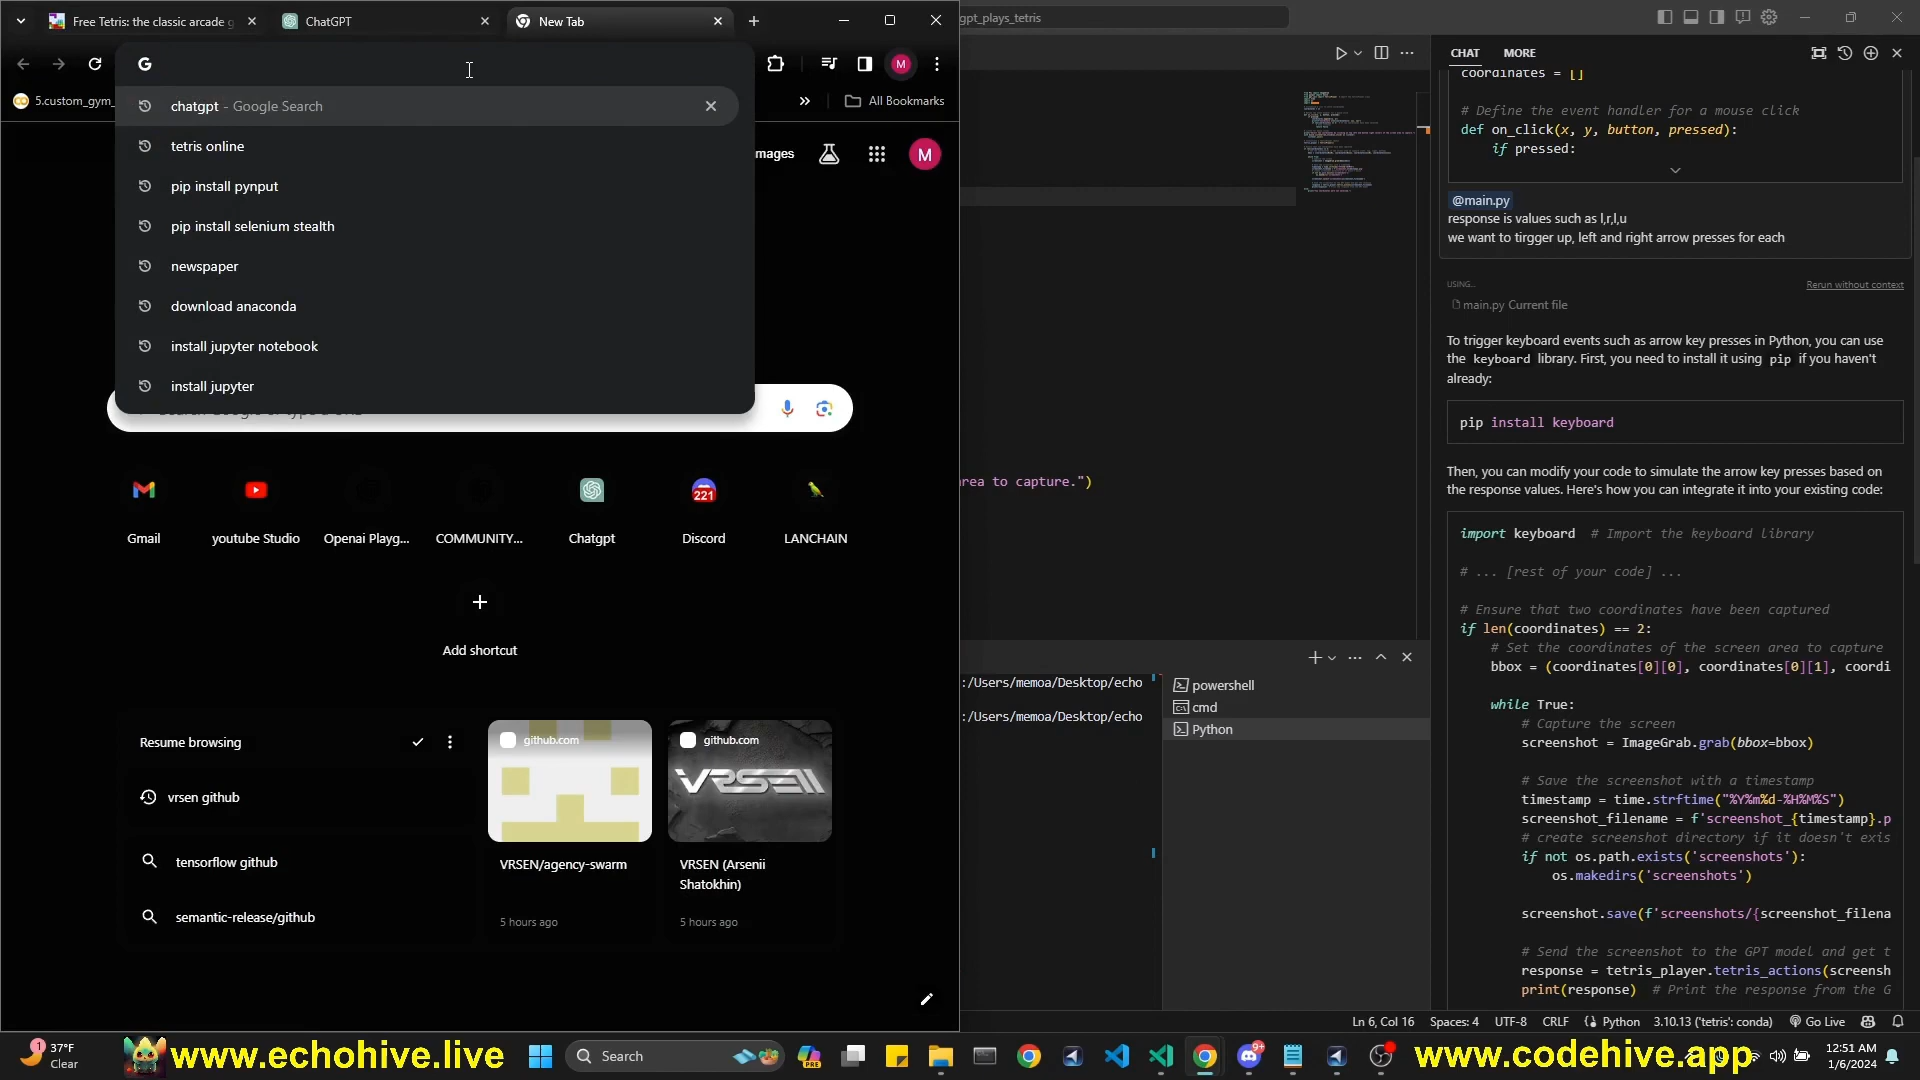 Free Tetris: the classic arcade g
ChatGPT
New Tab
gpt_plays_tetris
G
M
5.custom_gym_
All Bookmarks
chatgpt - Google Search
tetris online
pip install pynput
pip install selenium stealth
newspaper
download anaconda
install jupyter notebook
install jupyter
mages
M
Gmail
youtube Studio
Openai Playg...
COMMUNITY...
Chatgpt
221
Discord
LANCHAIN
Add shortcut
Resume browsing
vrsen github
tensorflow github
semantic-release/github
github.com
VRSEN/agency-swarm
5 hours ago
github.com
VRSEN
VRSEN (Arsenii
Shatokhin)
5 hours ago
area to capture.")
:/Users/memoa/Desktop/echo
:/Users/memoa/Desktop/echo
powershell
cmd
Python
CHAT
MORE
coordinates = []
# Define the event handler for a mouse click
def on_click(x, y, button, pressed):
if pressed:
@main.py
response is values such as l,r,l,u
we want to tirgger up, left and right arrow presses for each
USING...
Rerun without context
main.py Current file
To trigger keyboard events such as arrow key presses in Python, you can use
the keyboard library. First, you need to install it using pip if you haven't
already:
pip install keyboard
Then, you can modify your code to simulate the arrow key presses based on
the response values. Here's how you can integrate it into your existing code:
import keyboard # Import the keyboard library
# ... [rest of your code] ...
# Ensure that two coordinates have been captured
if len(coordinates) == 2:
# Set the coordinates of the screen area to capture
bbox = (coordinates[0][0], coordinates[0][1], coordi
while True:
# Capture the screen
screenshot = ImageGrab.grab(bbox=bbox)
# Save the screenshot with a timestamp
timestamp = time.strftime("%Y%m%d-%H%M%S")
screenshot_filename = f'screenshot_{timestamp}.p
# create screenshot directory if it doesn't exis
if not os.path.exists('screenshots'):
os.makedirs('screenshots')
screenshot.save(f'screenshots/{screenshot_filena
# Send the screenshot to the GPT model and get t
response = tetris_player.tetris_actions(screensh
print(response) # Print the response from the G
Ln 6, Col 16
Spaces: 4
UTF-8
CRLF
Python
3.10.13 ('tetris': conda)
Go Live
37°F
Clear
www.echohive.live
Search
PRE
9+
www.codehive.app
12:51 AM
1/6/2024